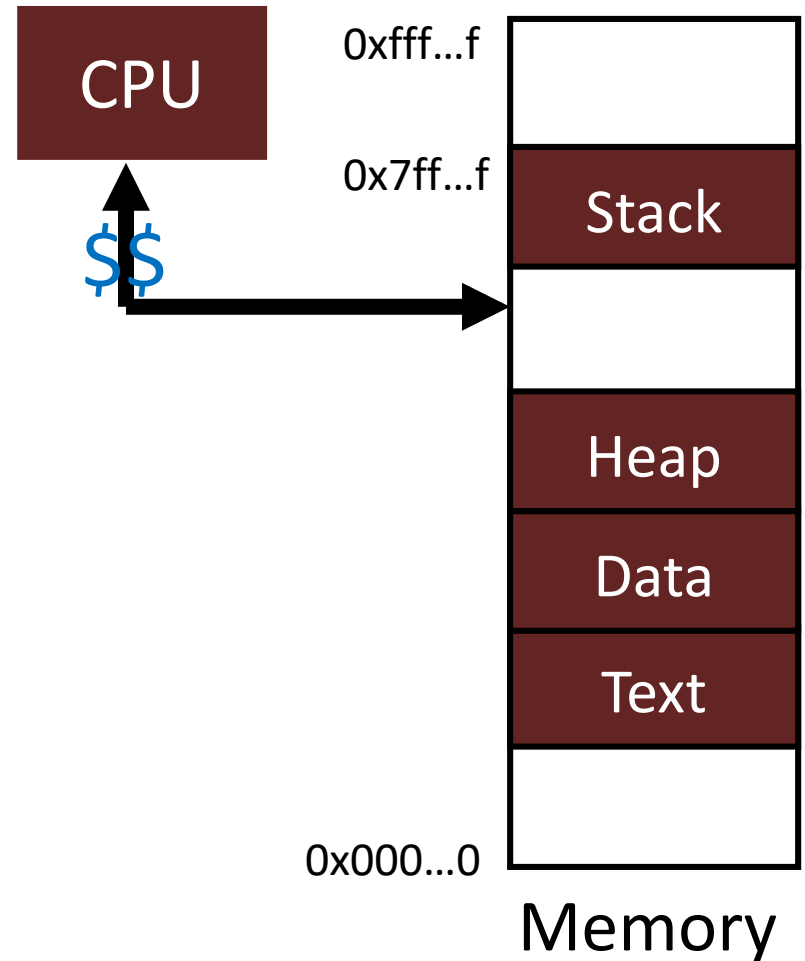 CPU
$$
0xfff…f
0x7ff…f
Stack
Heap
Data
Text
0x000…0
Memory